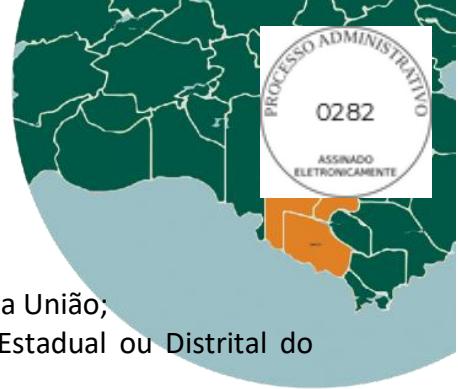 PROCESSO ADMINISTRATIVO
0282
ASSINADO
ELETRONICAMENTE
a União;
Estadual ou Distrital do